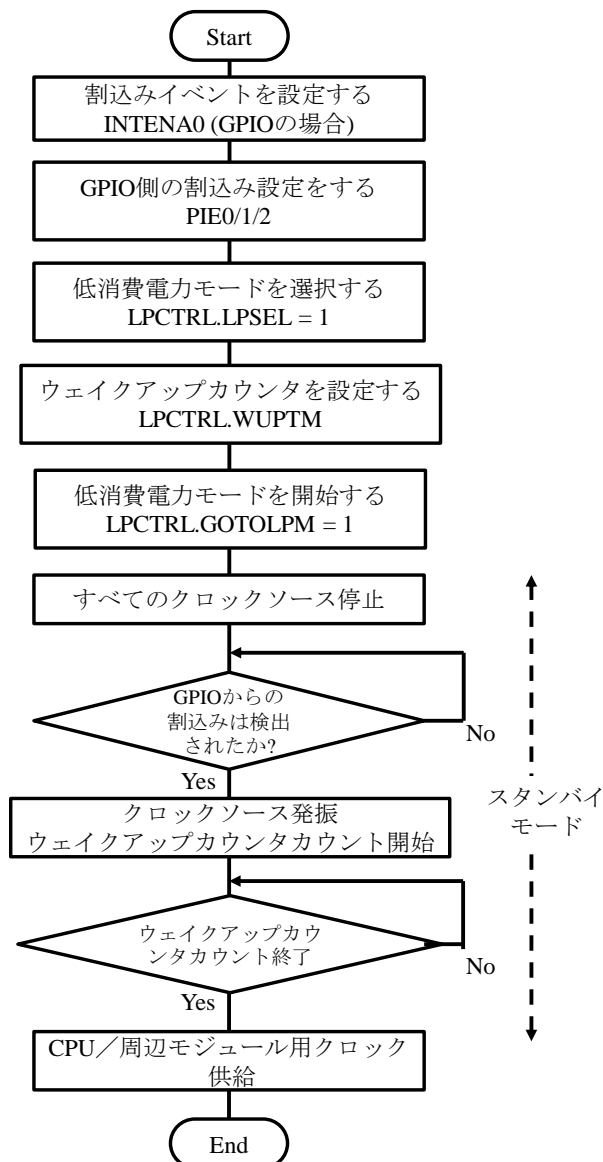 Start
割込みイベントを設定する
INTENA0 (GPIOの場合)
GPIO側の割込み設定をする
PIE0/1/2
低消費電力モードを選択する
LPCTRL.LPSEL = 1
ウェイクアップカウンタを設定する
LPCTRL.WUPTM
低消費電力モードを開始する
LPCTRL.GOTOLPM = 1
すべてのクロックソース停止
GPIOからの
割込みは検出
されたか?
No
Yes
クロックソース発振
ウェイクアップカウンタカウント開始
スタンバイ
モード
ウェイクアップカウ
ンタカウント終了
No
Yes
CPU／周辺モジュール用クロック
供給
End